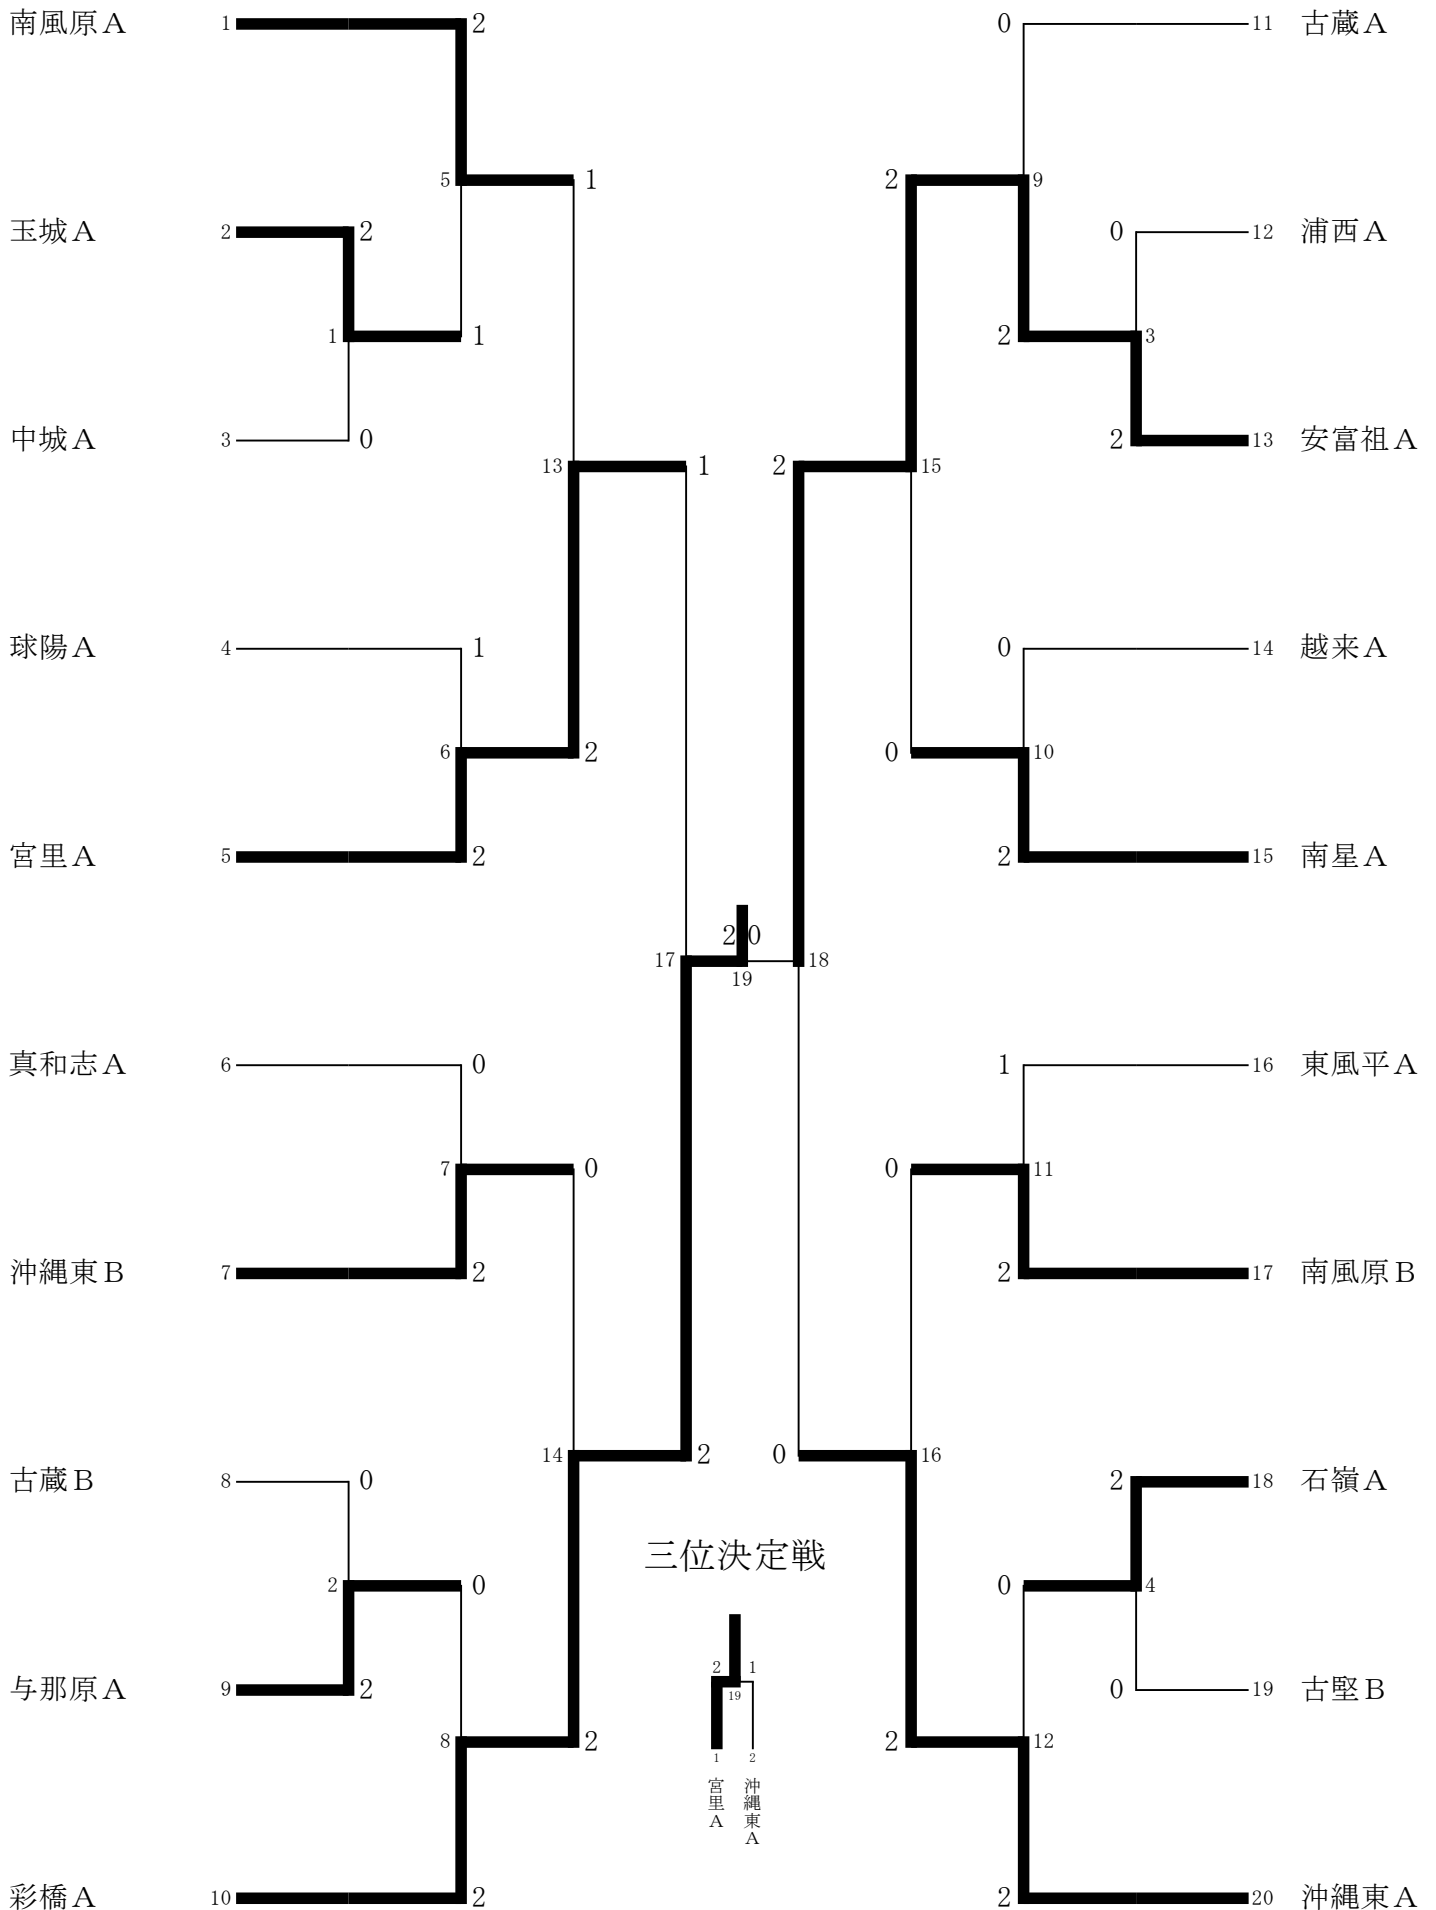 南風原Ａ 1 2 0 11 古蔵Ａ
5 1 2 9
玉城Ａ 2 2 0 12 浦西Ａ
1 1 2 3
中城Ａ 3 0 2 13 安富祖Ａ
13 1 2 15
球陽Ａ 4 1 0 14 越来Ａ
6 2 0 10
宮里Ａ 5 2 2 15 南星Ａ
2 0
17 18
19
真和志Ａ 6 0 1 16 東風平Ａ
7 0 0 11
沖縄東Ｂ 7 2 2 17 南風原Ｂ
14 2 0 16
古蔵Ｂ 8 0 2 18 石嶺Ａ
三位決定戦
2 0 0 4
2 1
与那原Ａ 9 2 0 19 古堅Ｂ
19
8 2 2 12
1 2
宮里Ａ
沖縄東Ａ
彩橋Ａ 10 2 2 20 沖縄東Ａ